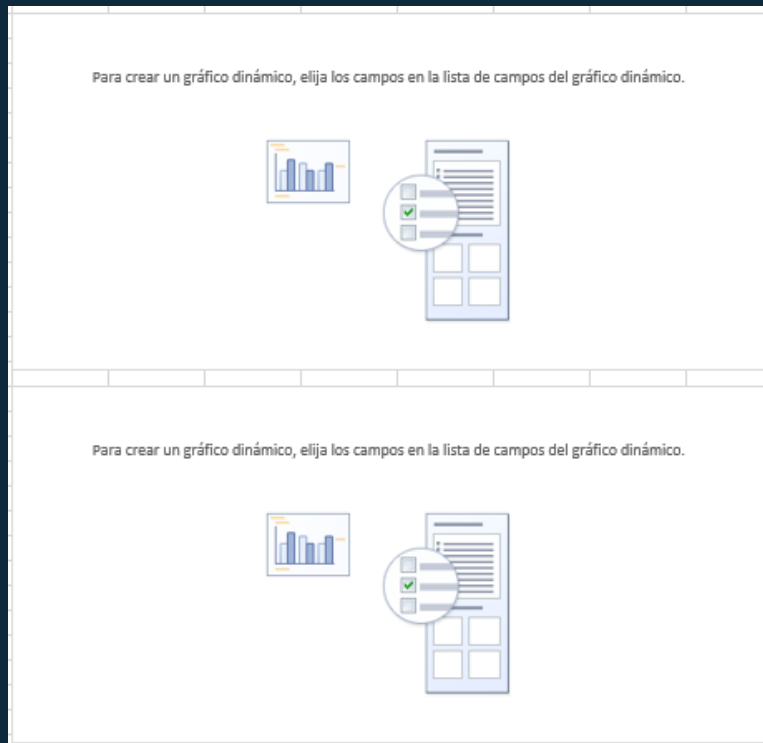 Para crear un gráfico dinámico, elija los campos en la lista de campos del gráfico dinámico.
Para crear un gráfico dinámico, elija los campos en la lista de campos del gráfico dinámico.